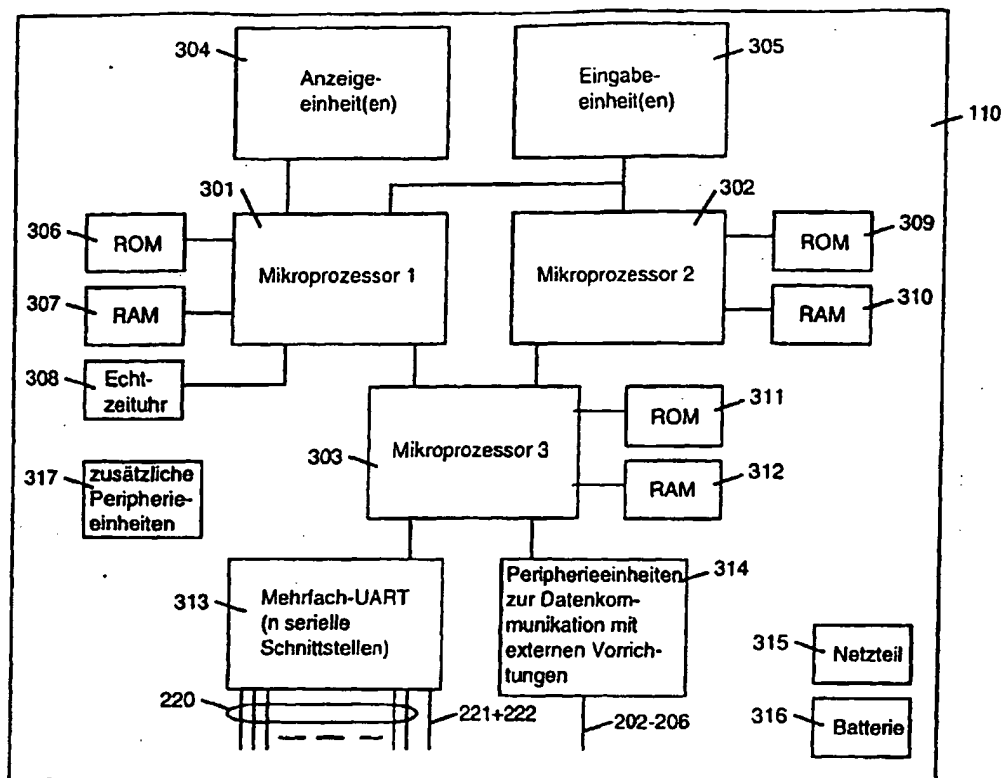 304
Anzeige-
einheit(en)
305
Eingabe-
einheit(en)
110
301
302
306
ROM
Mikroprozessor 1
Mikroprozessor 2
309
ROM
307
RAM
310
RAM
308
Echt-
zeituhr
303
Mikroprozessor 3
311
ROM
312
RAM
317
zusätzliche
Peripherie-
einheiten
313
Mehrfach-UART
(n serielle
Schnittstellen)
314
Peripherieeinheiten
zur Datenkom-
munikation mit
externen Vorrich-
tungen
315
Netzteil
316
Batterie
220
221+222
202-206